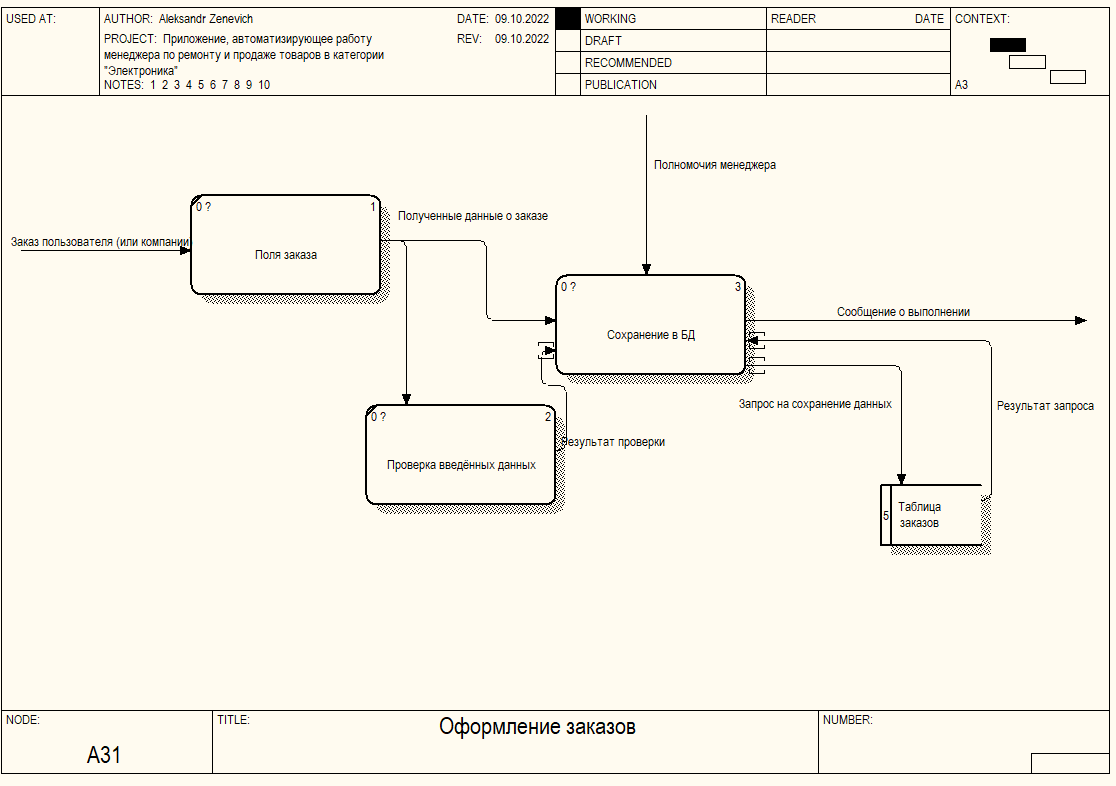 USED AT:
AUTHOR: Aleksandr Zenevich
DATE: 09.10.2022
PROJECT: Приложение, автоматизирующее работу
менеджера по ремонту и продаже товаров в категории
"Электроника"
REV: 09.10.2022
NOTES: 1 2 3 4 5 6 7 8 9 10
WORKING
DRAFT
RECOMMENDED
PUBLICATION
READER
DATE
CONTEXT:
A3
Полномочия менеджера
0 ?
1
Поля заказа
Заказ пользователя (или компании
Полученные данные о заказе
0 ?
3
Сохранение в БД
Сообщение о выполнении
Запрос на сохранение данных
Результат запроса
0 ?
2
Проверка введённых данных
Результат проверки
5
Таблица
заказов
NODE:
A31
TITLE:
Оформление заказов
NUMBER: